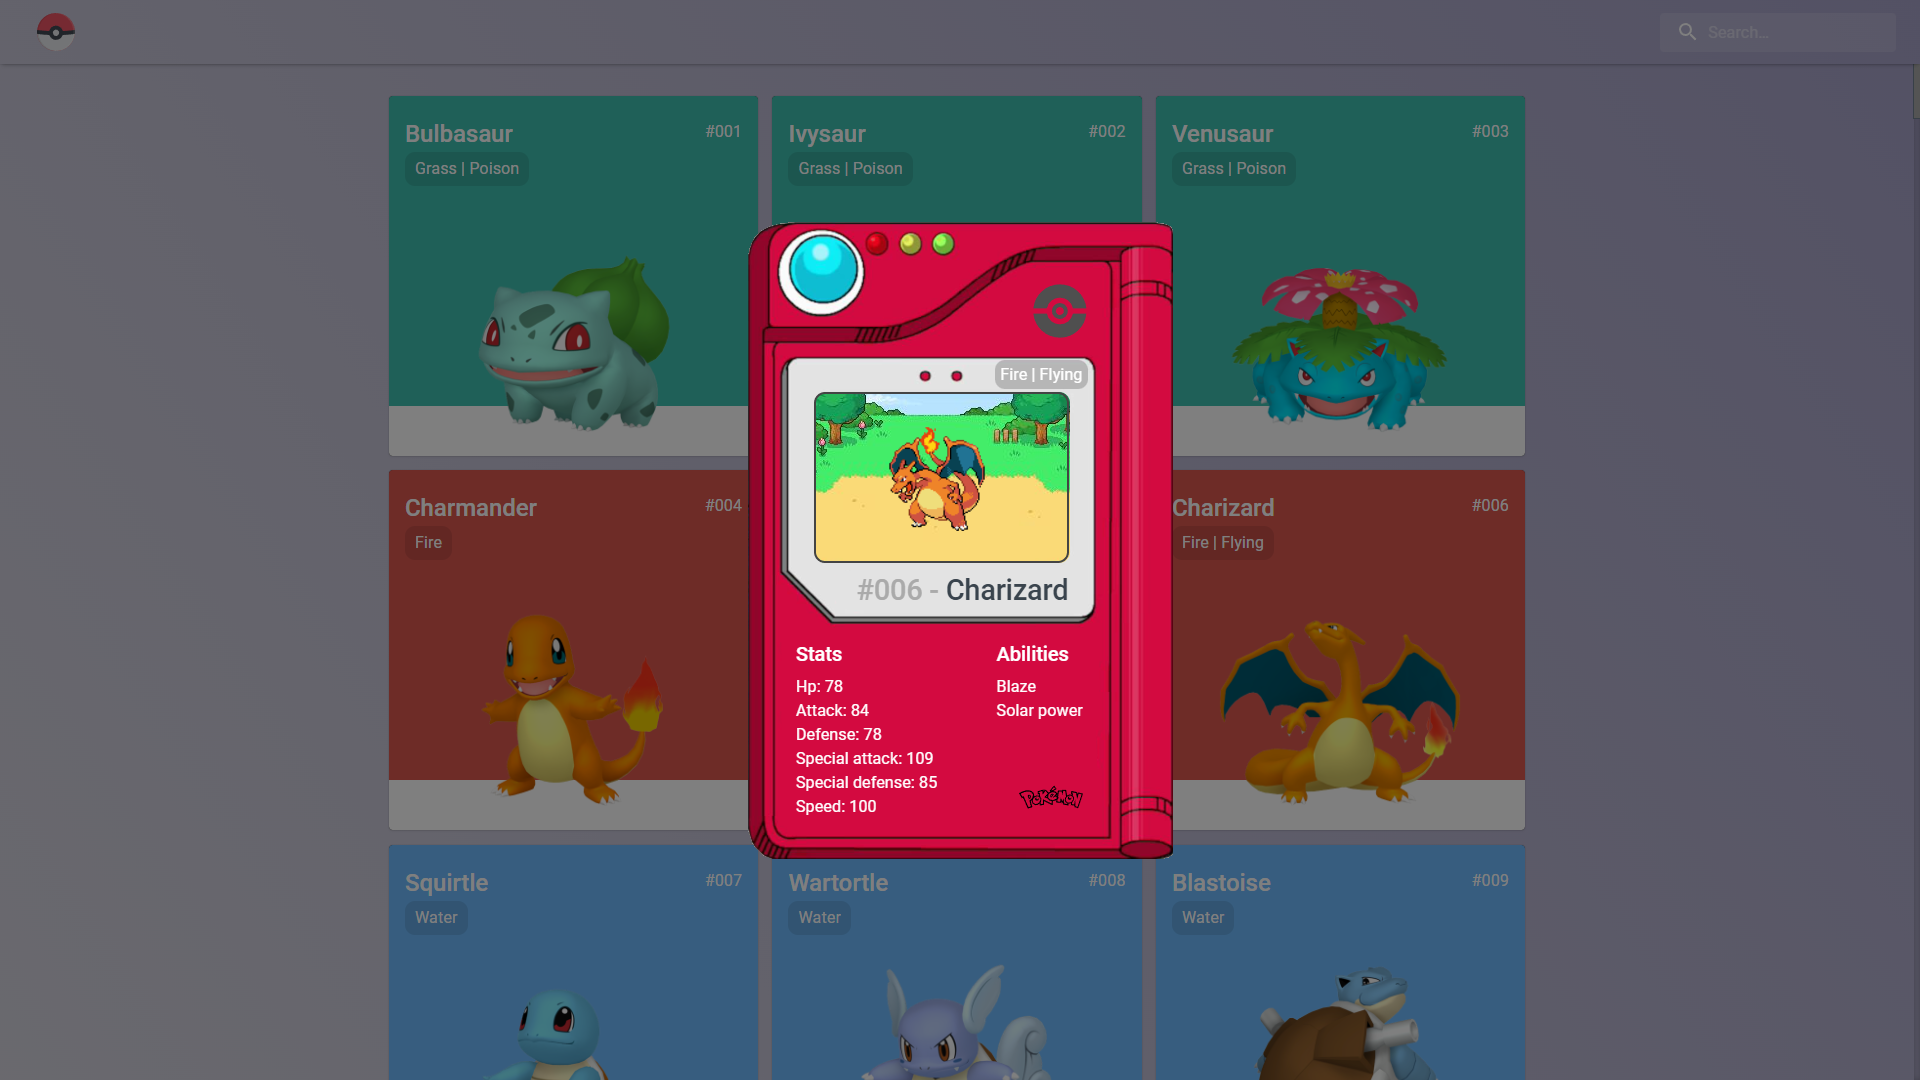 Search...
Bulbasaur
#001
Grass | Poison
Ivysaur
#002
Grass | Poison
Venusaur
#003
Grass | Poison
Fire | Flying
#006 - Charizard
Stats
Hp: 78
Attack: 84
Defense: 78
Special attack: 109
Special defense: 85
Speed: 100
Abilities
Blaze
Solar power
POKéMON
Charmander
#004
Fire
Charizard
#006
Fire | Flying
Squirtle
#007
Water
Wartortle
#008
Water
Blastoise
#009
Water